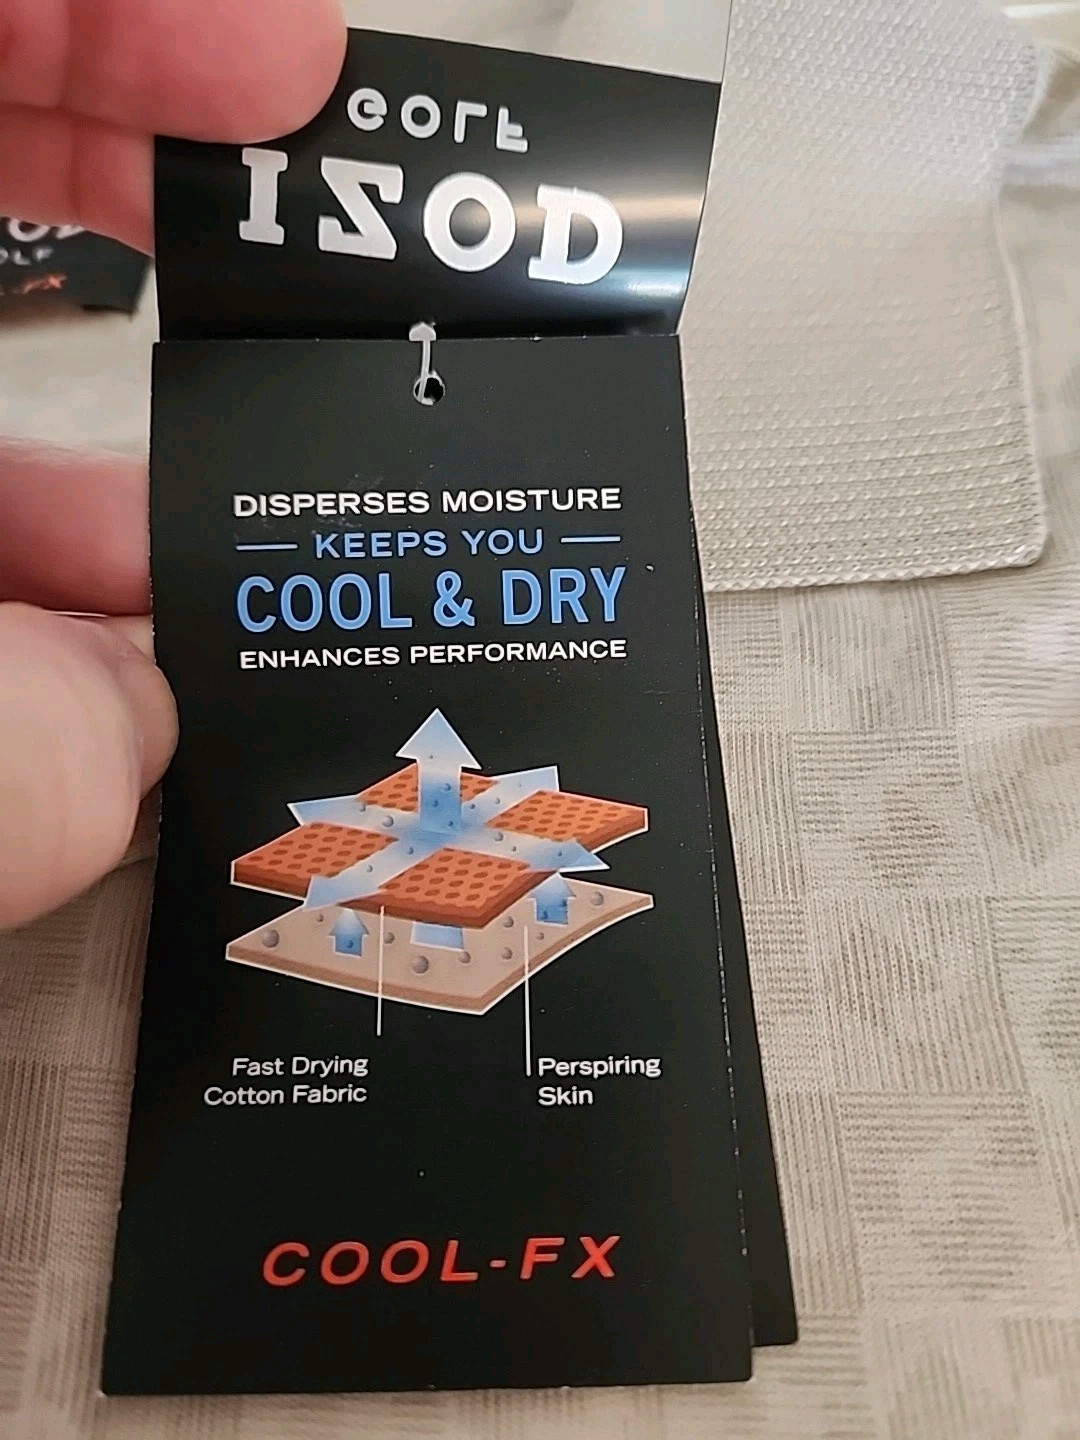 GOLF
IZOD
DISPERSES MOISTURE
KEEPS YOU
COOL & DRY
ENHANCES PERFORMANCE
Fast Drying
Cotton Fabric
Perspiring
Skin
COOL-FX